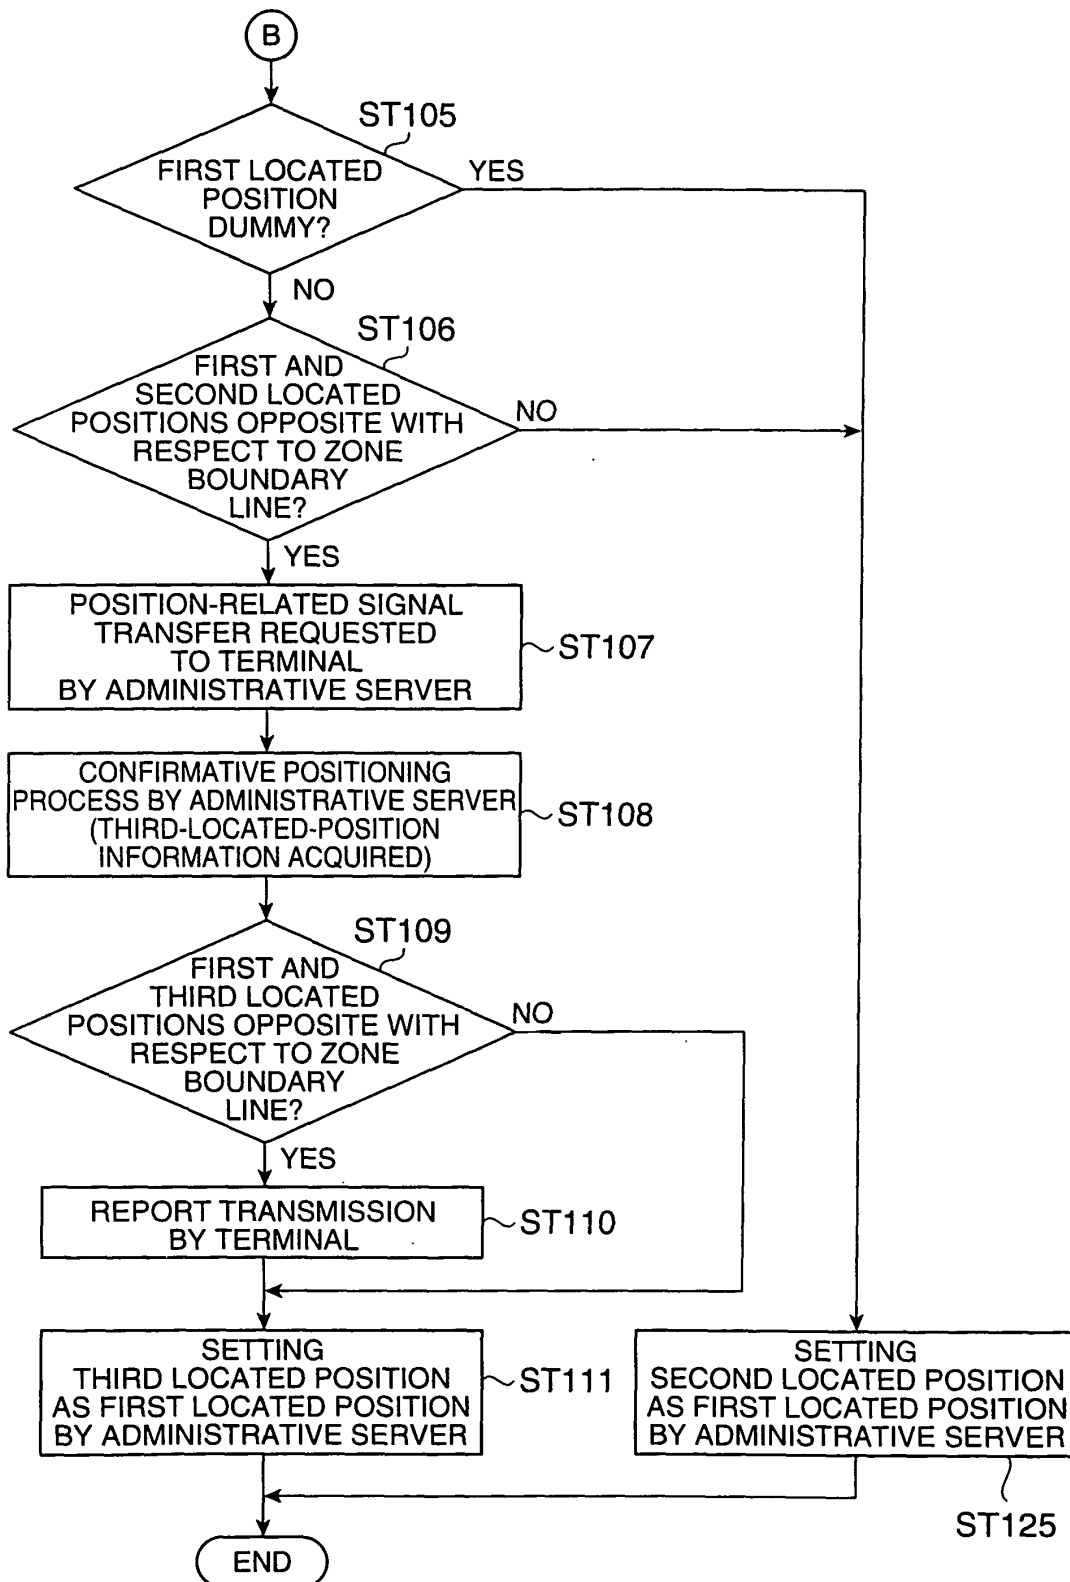 B
ST105
FIRST LOCATED
POSITION
DUMMY?
YES
NO
ST106
FIRST AND
SECOND LOCATED
POSITIONS OPPOSITE WITH
RESPECT TO ZONE
BOUNDARY
LINE?
NO
YES
POSITION-RELATED SIGNAL
TRANSFER REQUESTED
TO TERMINAL
BY ADMINISTRATIVE SERVER
ST107
CONFIRMATIVE POSITIONING
PROCESS BY ADMINISTRATIVE SERVER
(THIRD-LOCATED-POSITION
INFORMATION ACQUIRED)
ST108
ST109
FIRST AND
THIRD LOCATED
POSITIONS OPPOSITE WITH
RESPECT TO ZONE
BOUNDARY
LINE?
NO
YES
REPORT TRANSMISSION
BY TERMINAL
ST110
SETTING
THIRD LOCATED POSITION
AS FIRST LOCATED POSITION
BY ADMINISTRATIVE SERVER
ST111
SETTING
SECOND LOCATED POSITION
AS FIRST LOCATED POSITION
BY ADMINISTRATIVE SERVER
ST125
END